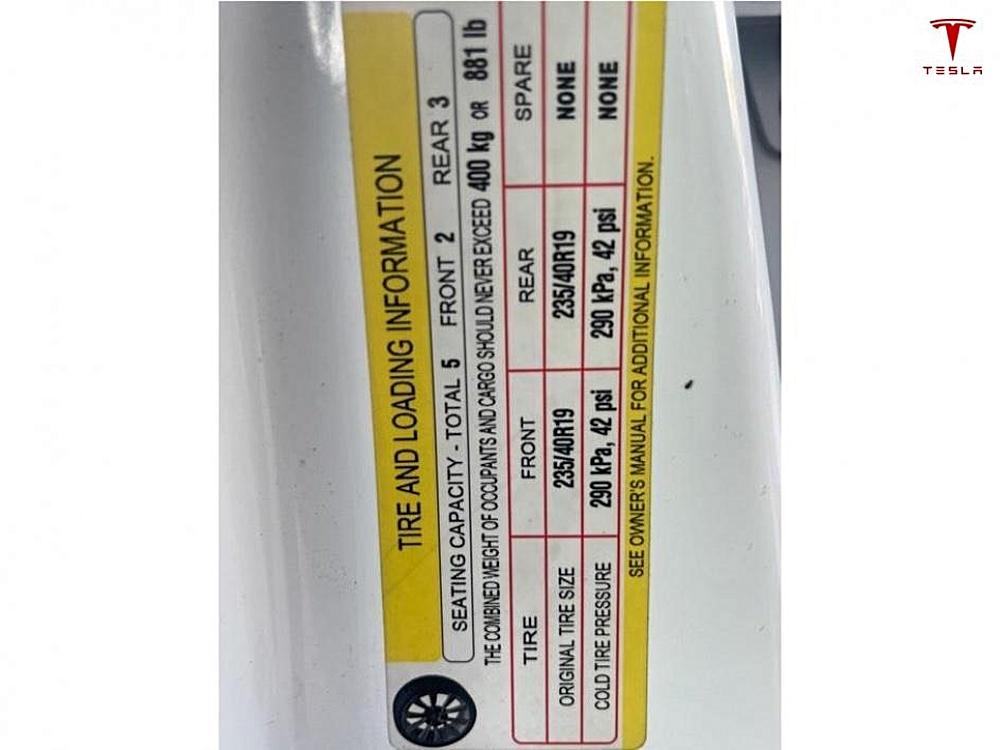 TESLA
TIRE AND LOADING INFORMATION
SEATING CAPACITY - TOTAL 5 FRONT 2 REAR 3
THE COMBINED WEIGHT OF OCCUPANTS AND CARGO SHOULD NEVER EXCEED 400 kg OR 881 lb
TIRE FRONT REAR SPARE
ORIGINAL TIRE SIZE 235/40R19 235/40R19 NONE
COLD TIRE PRESSURE 290 kPa, 42 psi 290 kPa, 42 psi NONE
SEE OWNER'S MANUAL FOR ADDITIONAL INFORMATION.